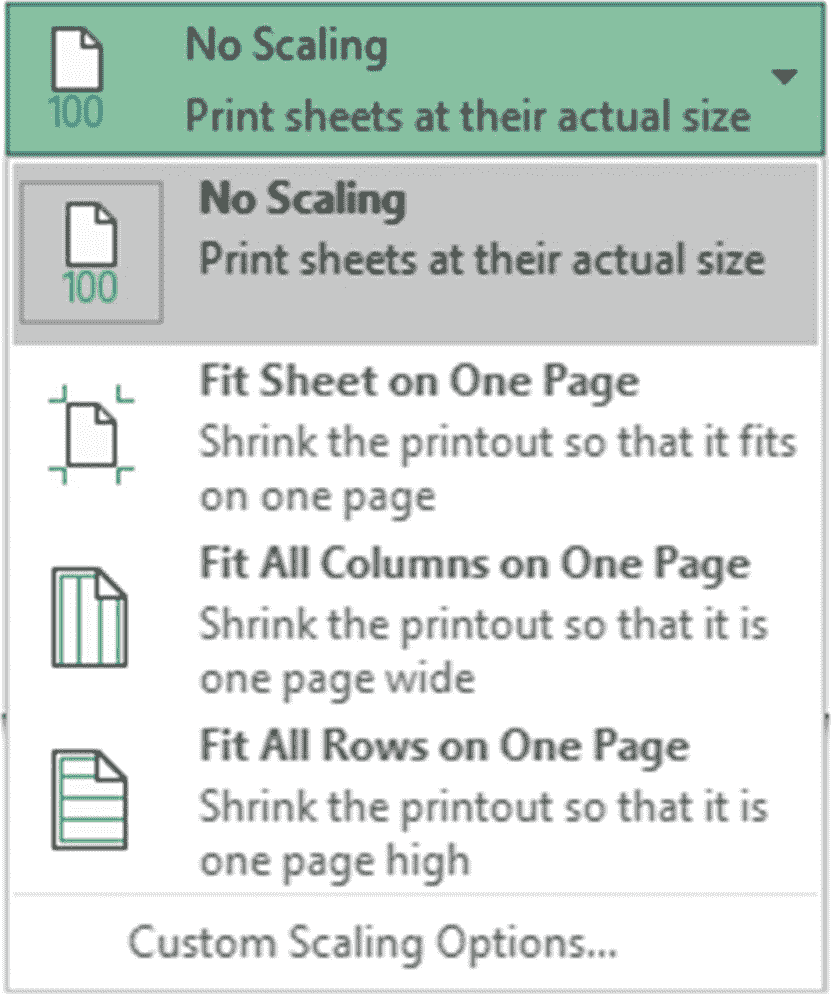 No Scaling
100
Print sheets at their actual size
No Scaling
Print sheets at their actual size
100
Fit Sheet on One Page
Shrink the printout so that it fits
on one page
Fit All Columns on One Page
Shrink the printout so that it is
one page wide
Fit All Rows on One Page
Shrink the printout so that it is
one page high
Custom Scaling Options...